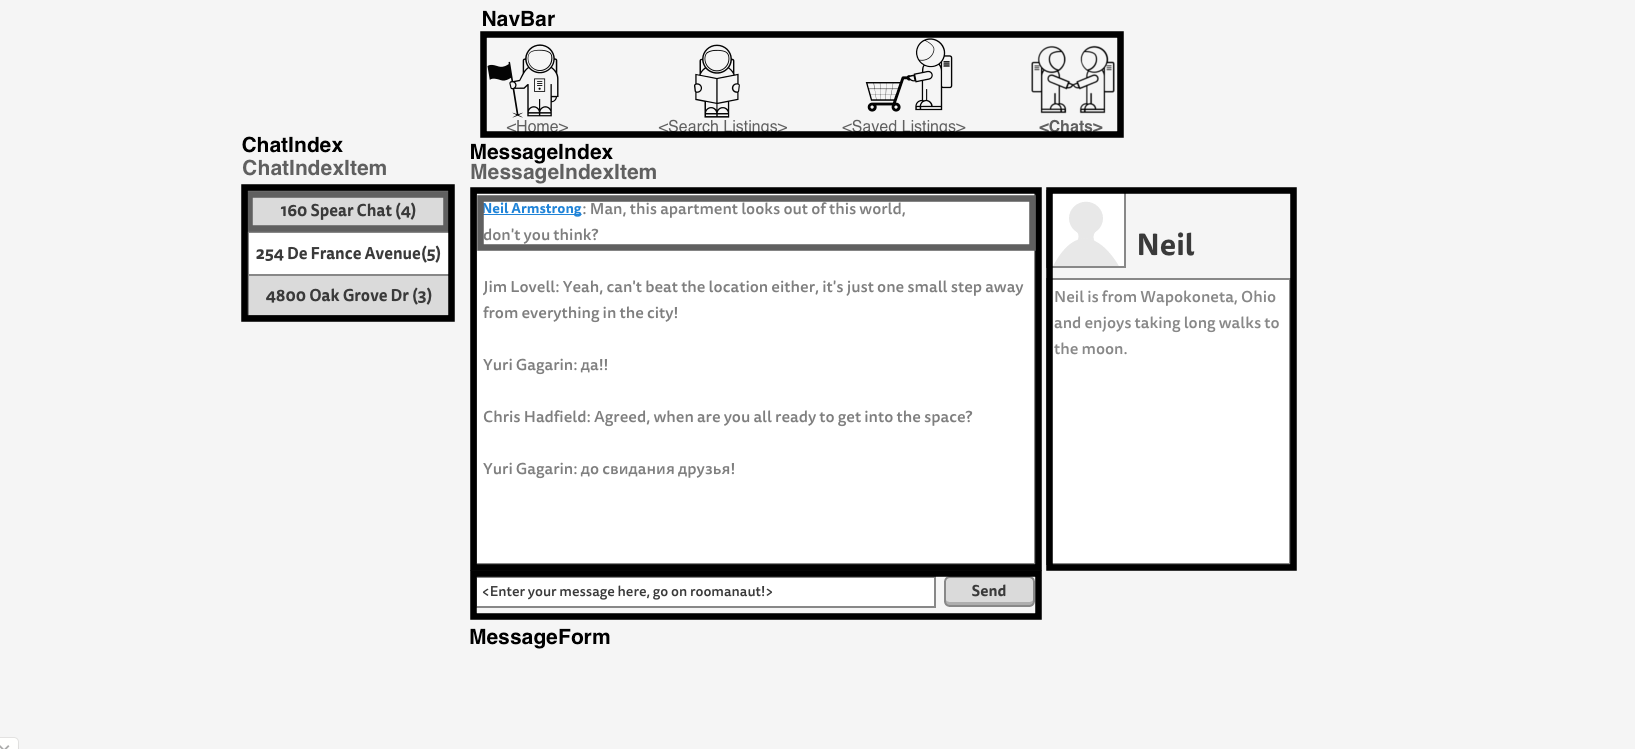 NavBar
<Home> <Search Listings> <Saved Listings> <Chats>
ChatIndex
ChatIndexItem
160 Spear Chat (4)
254 De France Avenue(5)
4800 Oak Grove Dr (3)
MessageIndex
MessageIndexItem
Neil Armstrong: Man, this apartment looks out of this world,
don't you think?
Jim Lovell: Yeah, can't beat the location either, it's just one small step away
from everything in the city!
Yuri Gagarin: да!!
Chris Hadfield: Agreed, when are you all ready to get into the space?
Yuri Gagarin: до свидания друзья!
<Enter your message here, go on roomanaut!>
Send
MessageForm
Neil
Neil is from Wapokoneta, Ohio
and enjoys taking long walks to
the moon.